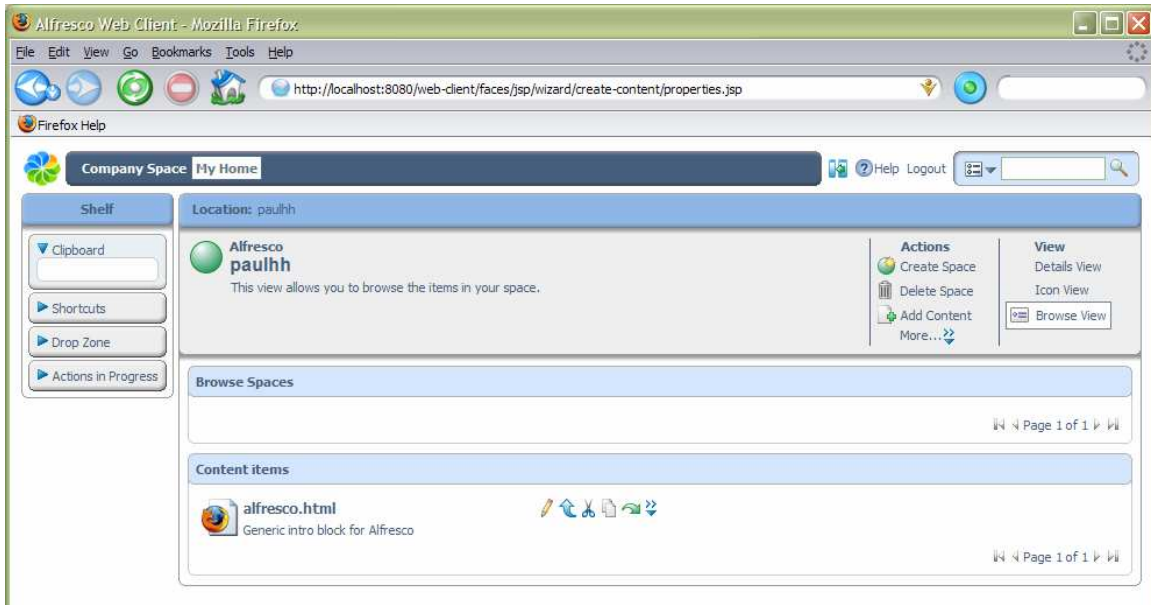 Alfresco Web Client - Mozilla Firefox
File Edit View Go Bookmarks Tools Help
http://localhost:8080/web-client/faces/jsp/wizard/create-content/properties.jsp
Firefox Help
Company Space My Home
Help Logout
Shelf
Clipboard
Shortcuts
Drop Zone
Actions in Progress
Location: paulhh
Alfresco
paulhh
This view allows you to browse the items in your space.
Actions
Create Space
Delete Space
Add Content
More...
View
Details View
Icon View
Browse View
Browse Spaces
Page 1 of 1
Content items
alfresco.html
Generic intro block for Alfresco
Page 1 of 1